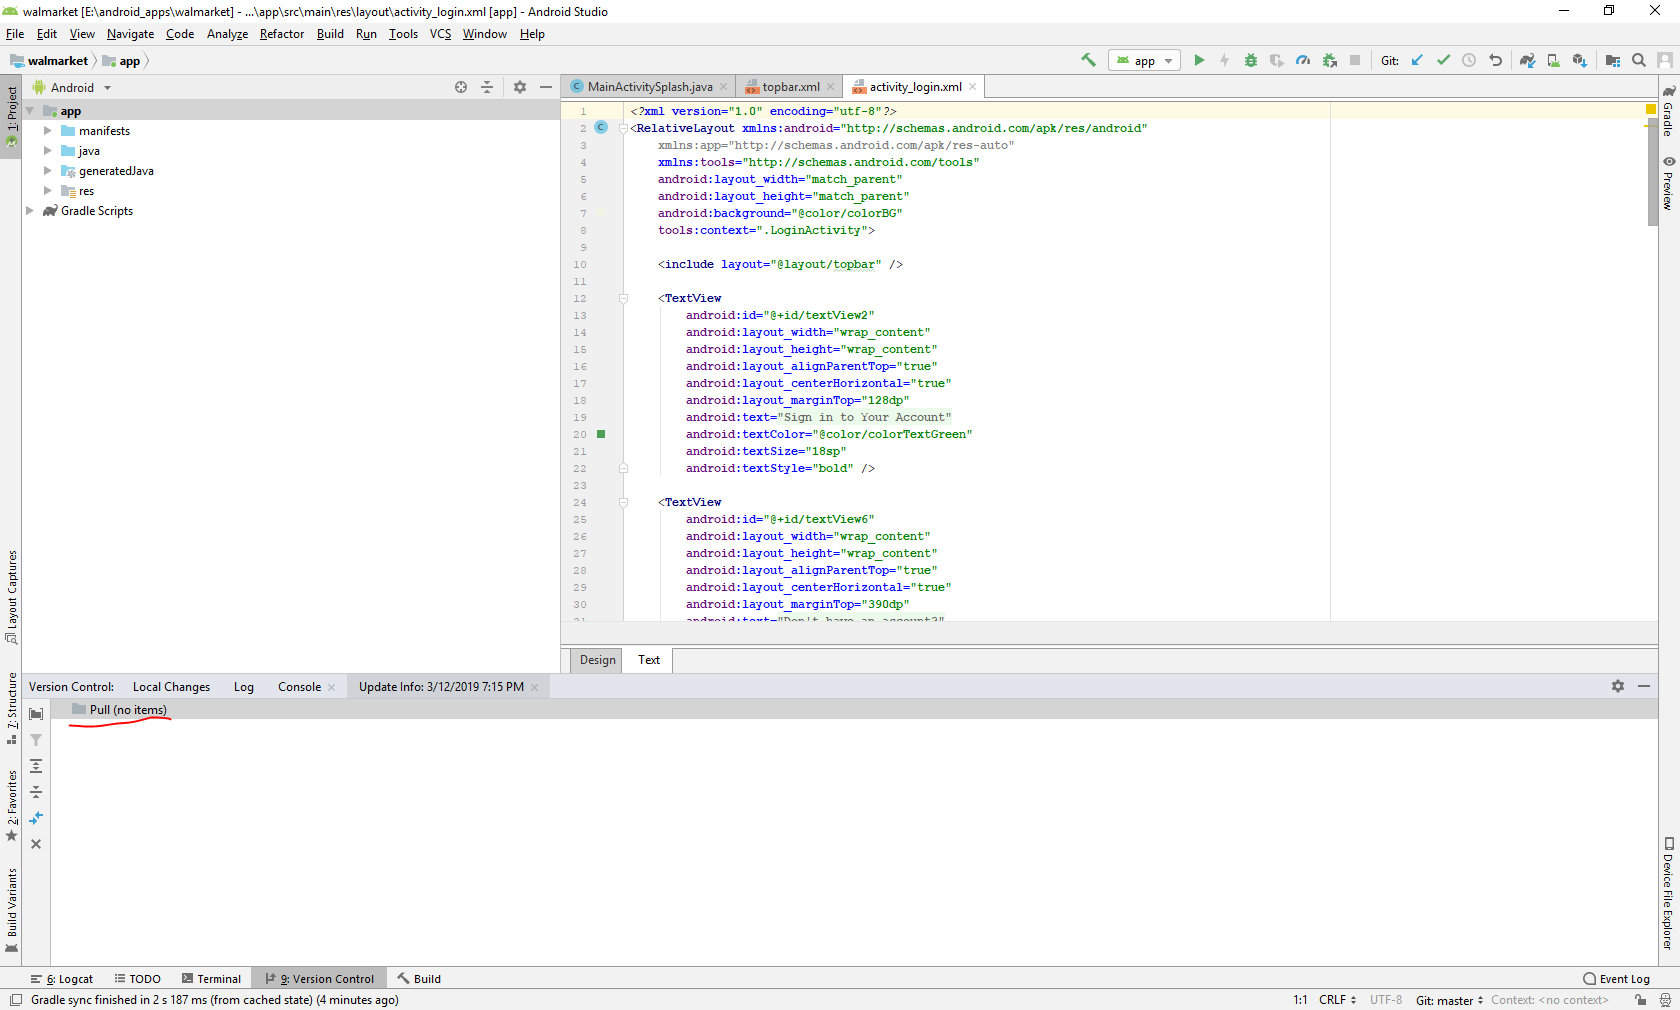 walmarket [E:\android_apps\walmarket] - ...\app\src\main\res\layout\activity_login.xml [app] - Android Studio
File Edit View Navigate Code Analyze Refactor Build Run Tools VCS Window Help
walmarket app
app Git:
1: Project
Android
app
manifests
java
generatedJava
res
Gradle Scripts
Layout Captures
7: Structure
2: Favorites
Build Variants
MainActivitySplash.java topbar.xml activity_login.xml
1 <?xml version="1.0" encoding="utf-8"?>
2 <RelativeLayout xmlns:android="http://schemas.android.com/apk/res/android"
3 xmlns:app="http://schemas.android.com/apk/res-auto"
4 xmlns:tools="http://schemas.android.com/tools"
5 android:layout_width="match_parent"
6 android:layout_height="match_parent"
7 android:background="@color/colorBG"
8 tools:context=".LoginActivity">
9
10 <include layout="@layout/topbar" />
11
12 <TextView
13 android:id="@+id/textView2"
14 android:layout_width="wrap_content"
15 android:layout_height="wrap_content"
16 android:layout_alignParentTop="true"
17 android:layout_centerHorizontal="true"
18 android:layout_marginTop="128dp"
19 android:text="Sign in to Your Account"
20 android:textColor="@color/colorTextGreen"
21 android:textSize="18sp"
22 android:textStyle="bold" />
23
24 <TextView
25 android:id="@+id/textView6"
26 android:layout_width="wrap_content"
27 android:layout_height="wrap_content"
28 android:layout_alignParentTop="true"
29 android:layout_centerHorizontal="true"
30 android:layout_marginTop="390dp"
31 android:text="Don't have an account?"
Design Text
Gradle
Preview
Device File Explorer
Version Control: Local Changes Log Console Update Info: 3/12/2019 7:15 PM
Pull (no items)
6: Logcat TODO Terminal 9: Version Control Build Event Log
Gradle sync finished in 2 s 187 ms (from cached state) (4 minutes ago) 1:1 CRLF UTF-8 Git: master Context: <no context>